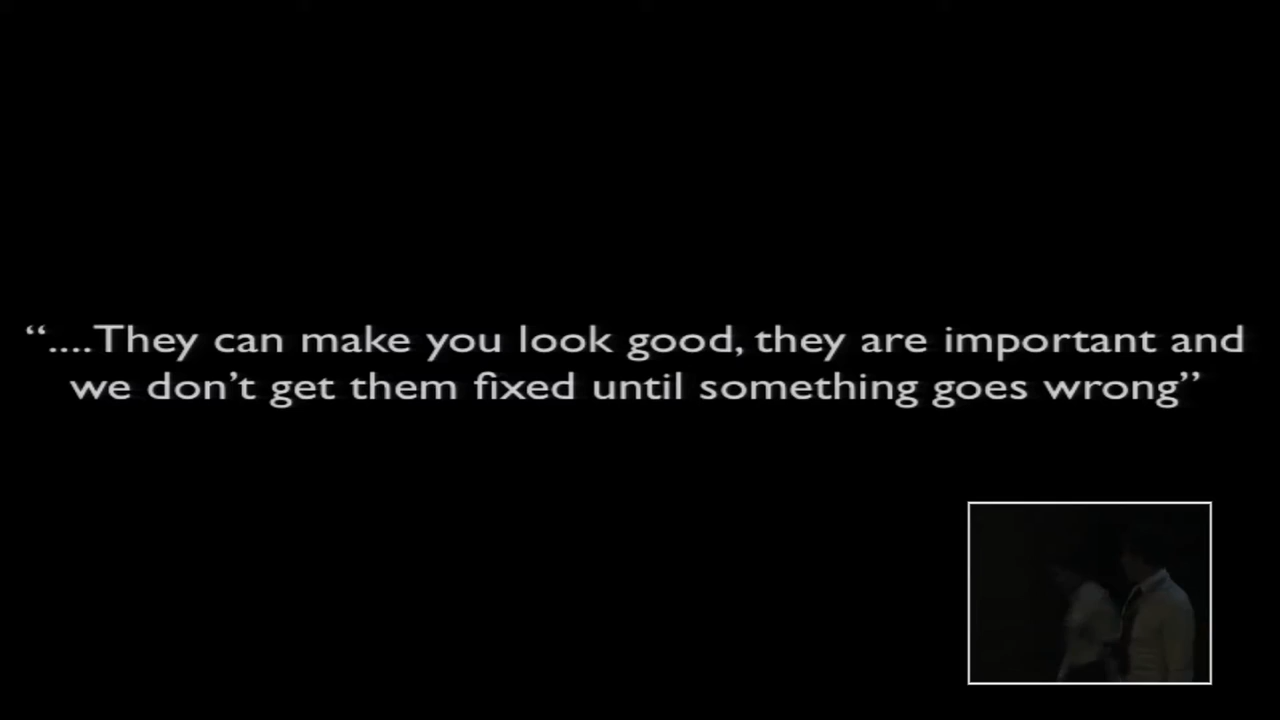 “....They can make you look good, they are important and
we don’t get them fixed until something goes wrong”